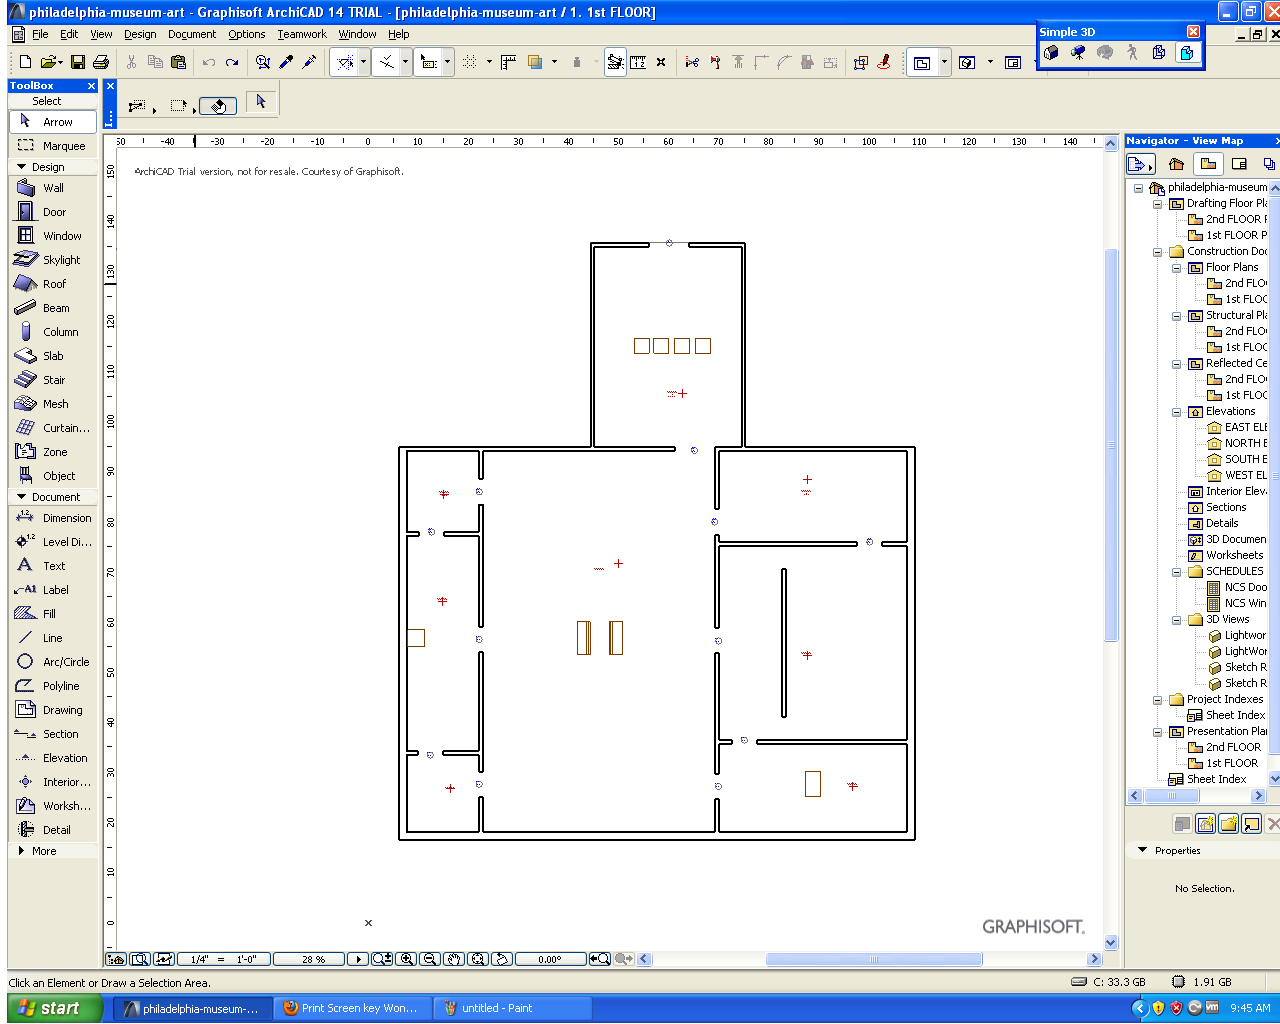 philadelphia-museum-art - Graphisoft ArchiCAD 14 TRIAL - [philadelphia-museum-art / 1. 1st FLOOR]
File Edit View Design Document Options Teamwork Window Help
Simple 3D
ToolBox
Select
Arrow
Marquee
Design
Wall
Door
Window
Skylight
Roof
Beam
Column
Slab
Stair
Mesh
Curtain...
Zone
Object
Document
Dimension
Level Di...
Text
Label
Fill
Line
Arc/Circle
Polyline
Drawing
Section
Elevation
Interior...
Worksh...
Detail
More
50 -40 -30 -20 -10 0 10 20 30 40 50 60 70 80 90 100 110 120 130 140
150
140
130
120
110
100
90
80
70
60
50
40
30
20
10
0
ArchiCAD Trial version, not for resale. Courtesy of Graphisoft.
GRAPHISOFT.
Navigator - View Map
philadelphia-museum
Drafting Floor Pla
2nd FLOOR P
1st FLOOR P
Construction Doc
Floor Plans
2nd FLO
1st FLOO
Structural Pla
2nd FLO
1st FLOO
Reflected Ce
2nd FLO
1st FLOO
Elevations
EAST ELE
NORTH E
SOUTH E
WEST EL
Interior Elev
Sections
Details
3D Documen
Worksheets
SCHEDULES
NCS Doo
NCS Win
3D Views
Lightwor
LightWor
Sketch R
Sketch R
Project Indexes
Sheet Index
Presentation Plan
2nd FLOOR
1st FLOOR
Sheet Index
Properties
No Selection.
1/4" = 1'-0" 28 % 0.00°
Click an Element or Draw a Selection Area.
C: 33.3 GB 1.91 GB
start philadelphia-museum-... Print Screen key Won... untitled - Paint 9:45 AM